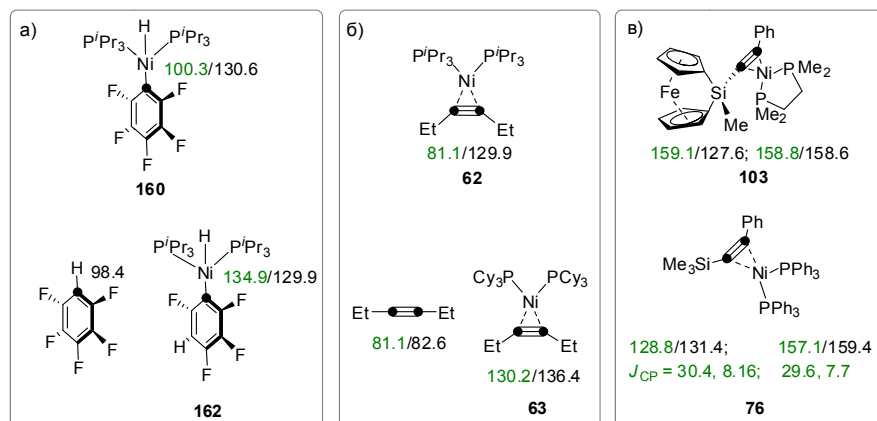 а)
H
PⁱPr₃ PⁱPr₃
Ni
100.3/130.6
F F
F F
F
160
H 98.4
F F
F F
F
H
PⁱPr₃ PⁱPr₃
Ni
134.9/129.9
F F
H F
F
162
б)
PⁱPr₃ PⁱPr₃
Ni
Et Et
81.1/129.9
62
Et Et
81.1/82.6
Cy₃P PCy₃
Ni
Et Et
130.2/136.4
63
в)
Ph
Fe Si Ni PMe₂
P
Me₂
Me
159.1/127.6; 158.8/158.6
103
Ph
Me₃Si
Ni PPh₃
PPh₃
128.8/131.4; 157.1/159.4
J_CP = 30.4, 8.16; 29.6, 7.7
76